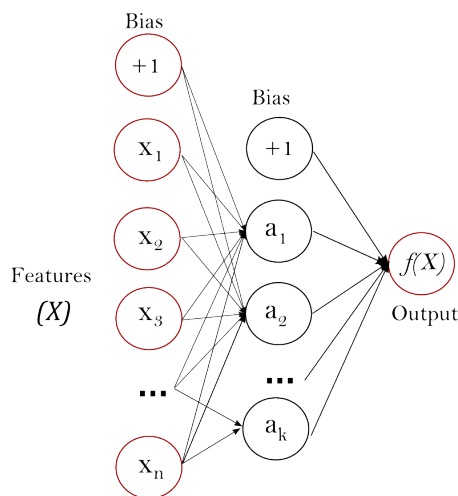 Bias
+1
x1
x2
x3
...
xn
Features
(X)
Bias
+1
a1
a2
...
ak
f(X)
Output